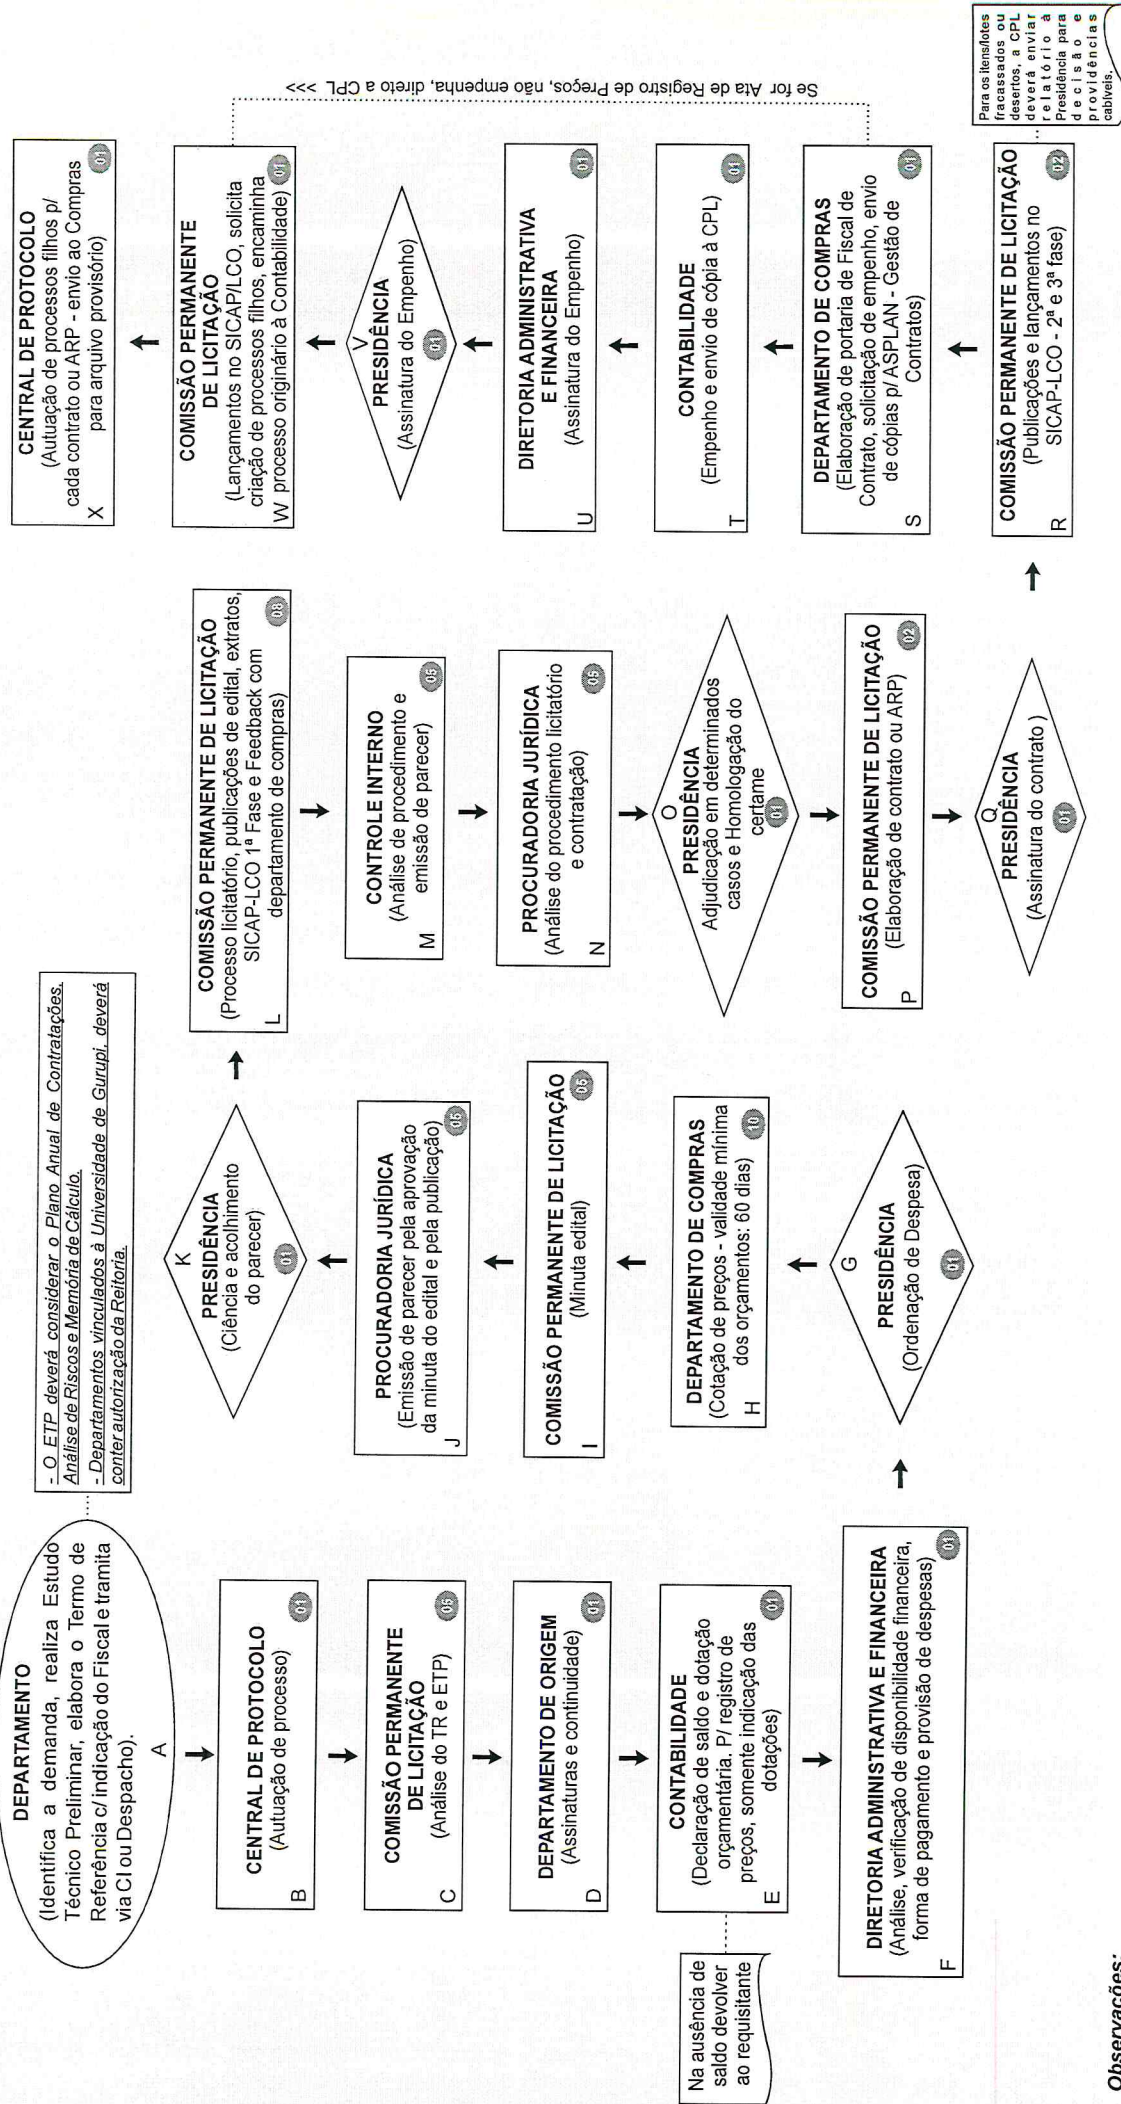 DEPARTAMENTO
(Identifica a demanda, realiza Estudo
Técnico Preliminar, elabora o Termo de
Referência c/ indicação do Fiscal e tramita
via CI ou Despacho).
A
- O ETP deverá considerar o Plano Anual de Contratações,
Análise de Riscos e Memória de Cálculo.
- Departamentos vinculados à Universidade de Gurupi, deverá
conter autorização da Reitoria.
CENTRAL DE PROTOCOLO
(Autuação de processo)
B
01
COMISSÃO PERMANENTE
DE LICITAÇÃO
(Análise do TR e ETP)
C
05
DEPARTAMENTO DE ORIGEM
(Assinaturas e continuidade)
D
01
CONTABILIDADE
(Declaração de saldo e dotação
orçamentária. P/ registro de
preços, somente indicação das
dotações)
E
01
Na ausência de
saldo devolver
ao requisitante
DIRETORIA ADMINISTRATIVA E FINANCEIRA
(Análise, verificação de disponibilidade financeira,
forma de pagamento e provisão de despesas)
F
G
PRESIDÊNCIA
(Ordenação de Despesa)
01
DEPARTAMENTO DE COMPRAS
(Cotação de preços - validade mínima
dos orçamentos: 60 dias)
H
10
COMISSÃO PERMANENTE DE LICITAÇÃO
(Minuta edital)
I
05
PROCURADORIA JURÍDICA
(Emissão de parecer pela aprovação
da minuta do edital e pela publicação)
J
05
K
PRESIDÊNCIA
(Ciência e acolhimento
do parecer)
01
COMISSÃO PERMANENTE DE LICITAÇÃO
(Processo licitatório, publicações de edital, extratos,
SICAP-LCO 1ª Fase e Feedback com
departamento de compras)
L
08
CONTROLE INTERNO
(Análise de procedimento e
emissão de parecer)
M
05
PROCURADORIA JURÍDICA
(Análise do procedimento licitatório
e contratação)
N
05
O
PRESIDÊNCIA
Adjudicação em determinados
casos e Homologação do
certame
01
COMISSÃO PERMANENTE DE LICITAÇÃO
(Elaboração de contrato ou ARP)
P
02
Q
PRESIDÊNCIA
(Assinatura do contrato )
01
COMISSÃO PERMANENTE DE LICITAÇÃO
(Publicações e lançamentos no
SICAP-LCO - 2ª e 3ª fase)
R
02
Para os itens/lotes
fracassados ou
desertos, a CPL
deverá enviar
relatório à
Presidência para
decisão e
providências
cabíveis.
DEPARTAMENTO DE COMPRAS
(Elaboração de portaria de Fiscal de
Contrato, solicitação de empenho, envio
de cópias p/ ASPLAN - Gestão de
Contratos)
S
01
Se for Ata de Registro de Preços, não empenha, direto a CPL >>>
CONTABILIDADE
(Empenho e envio de cópia à CPL)
T
01
DIRETORIA ADMINISTRATIVA
E FINANCEIRA
(Assinatura do Empenho)
U
01
V
PRESIDÊNCIA
(Assinatura do Empenho)
01
COMISSÃO PERMANENTE
DE LICITAÇÃO
(Lançamentos no SICAP/LCO, solicita
criação de processos filhos, encaminha
W processo originário à Contabilidade)
01
CENTRAL DE PROTOCOLO
(Autuação de processos filhos p/
cada contrato ou ARP - envio ao Compras
para arquivo provisório)
X
01
Observações: